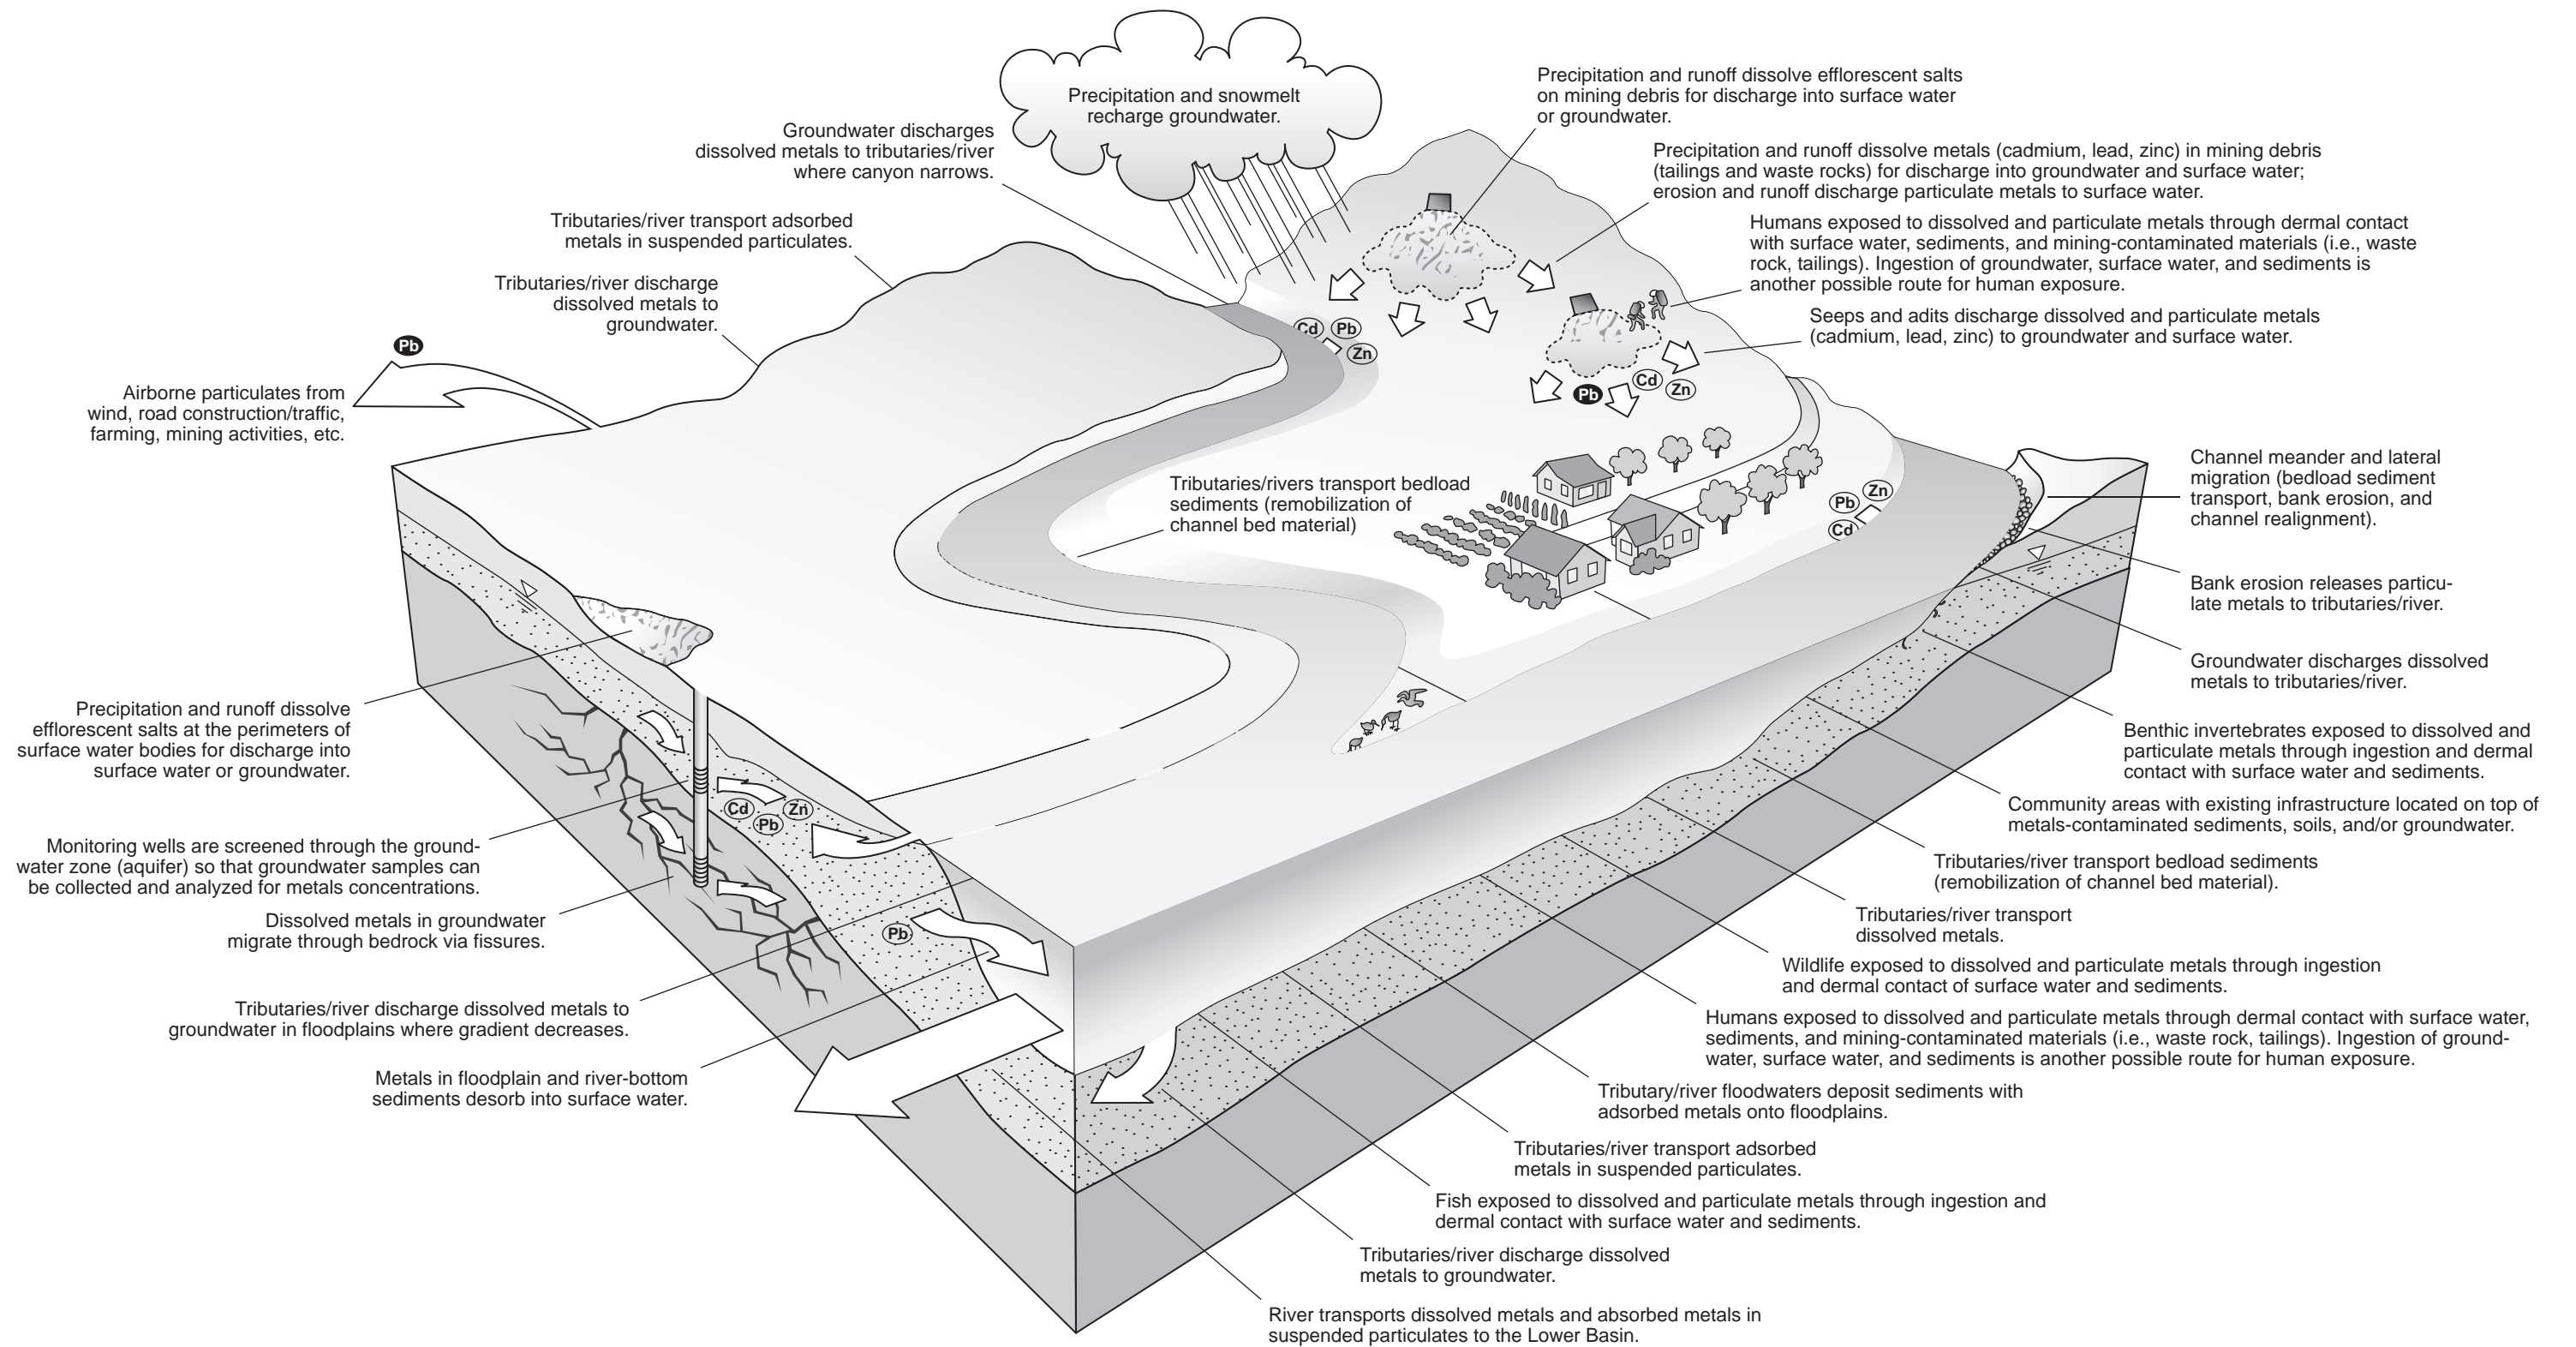 Precipitation and snowmelt
recharge groundwater.
Precipitation and runoff dissolve efflorescent salts
on mining debris for discharge into surface water
or groundwater.
Groundwater discharges
dissolved metals to tributaries/river
where canyon narrows.
Precipitation and runoff dissolve metals (cadmium, lead, zinc) in mining debris
(tailings and waste rocks) for discharge into groundwater and surface water;
erosion and runoff discharge particulate metals to surface water.
Tributaries/river transport adsorbed
metals in suspended particulates.
Humans exposed to dissolved and particulate metals through dermal contact
with surface water, sediments, and mining-contaminated materials (i.e., waste
rock, tailings). Ingestion of groundwater, surface water, and sediments is
another possible route for human exposure.
Tributaries/river discharge
dissolved metals to
groundwater.
Seeps and adits discharge dissolved and particulate metals
(cadmium, lead, zinc) to groundwater and surface water.
Cd
Pb
Zn
Pb
Airborne particulates from
wind, road construction/traffic,
farming, mining activities, etc.
Pb
Cd
Zn
Tributaries/rivers transport bedload
sediments (remobilization of
channel bed material)
Pb
Zn
Cd
Channel meander and lateral
migration (bedload sediment
transport, bank erosion, and
channel realignment).
Bank erosion releases particu-
late metals to tributaries/river.
Groundwater discharges dissolved
metals to tributaries/river.
Precipitation and runoff dissolve
efflorescent salts at the perimeters of
surface water bodies for discharge into
surface water or groundwater.
Benthic invertebrates exposed to dissolved and
particulate metals through ingestion and dermal
contact with surface water and sediments.
Cd
Zn
Pb
Community areas with existing infrastructure located on top of
metals-contaminated sediments, soils, and/or groundwater.
Monitoring wells are screened through the ground-
water zone (aquifer) so that groundwater samples can
be collected and analyzed for metals concentrations.
Tributaries/river transport bedload sediments
(remobilization of channel bed material).
Dissolved metals in groundwater
migrate through bedrock via fissures.
Pb
Tributaries/river transport
dissolved metals.
Wildlife exposed to dissolved and particulate metals through ingestion
and dermal contact of surface water and sediments.
Tributaries/river discharge dissolved metals to
groundwater in floodplains where gradient decreases.
Humans exposed to dissolved and particulate metals through dermal contact with surface water,
sediments, and mining-contaminated materials (i.e., waste rock, tailings). Ingestion of ground-
water, surface water, and sediments is another possible route for human exposure.
Metals in floodplain and river-bottom
sediments desorb into surface water.
Tributary/river floodwaters deposit sediments with
adsorbed metals onto floodplains.
Tributaries/river transport adsorbed
metals in suspended particulates.
Fish exposed to dissolved and particulate metals through ingestion and
dermal contact with surface water and sediments.
Tributaries/river discharge dissolved
metals to groundwater.
River transports dissolved metals and absorbed metals in
suspended particulates to the Lower Basin.